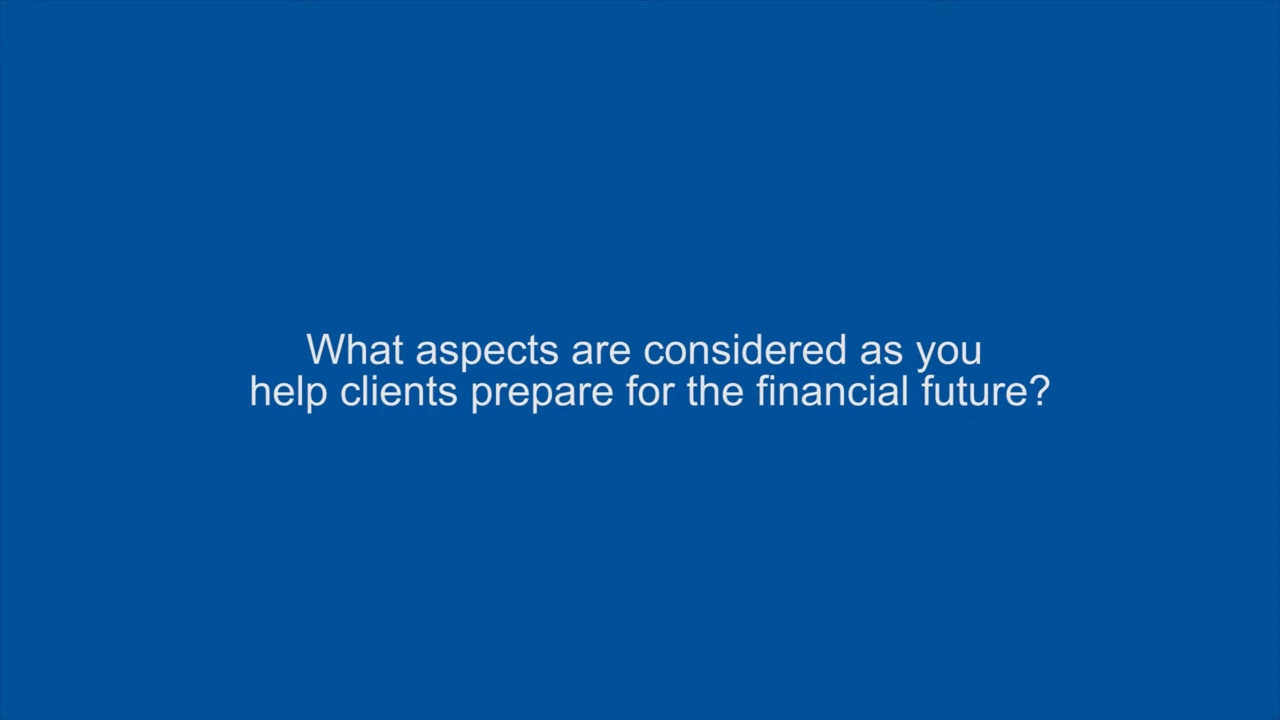 What aspects are considered as you
help clients prepare for the financial future?